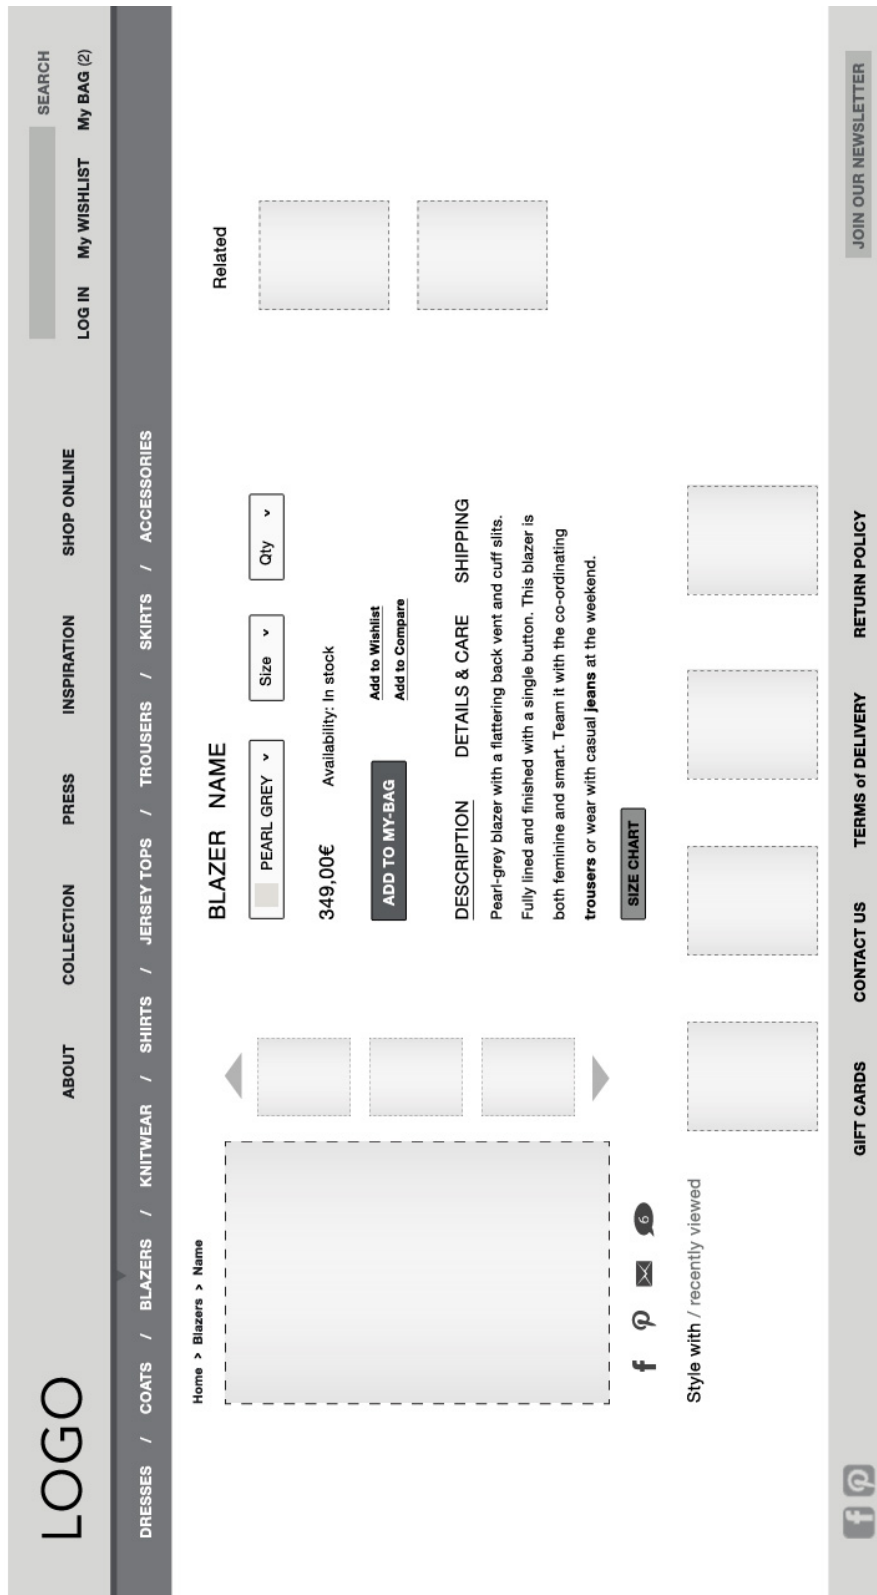 LOGO
ABOUT COLLECTION PRESS INSPIRATION SHOP ONLINE
SEARCH
LOG IN My WISHLIST My BAG (2)
DRESSES / COATS / BLAZERS / KNITWEAR / SHIRTS / JERSEY TOPS / TROUSERS / SKIRTS / ACCESSORIES
Home > Blazers > Name
BLAZER NAME
PEARL GREY Size Qty
349,00€ Availability: In stock
ADD TO MY-BAG
Add to Wishlist
Add to Compare
DESCRIPTION DETAILS & CARE SHIPPING
Pearl-grey blazer with a flattering back vent and cuff slits.
Fully lined and finished with a single button. This blazer is
both feminine and smart. Team it with the co-ordinating
trousers or wear with casual jeans at the weekend.
SIZE CHART
Related
6
Style with / recently viewed
GIFT CARDS CONTACT US TERMS of DELIVERY RETURN POLICY
JOIN OUR NEWSLETTER